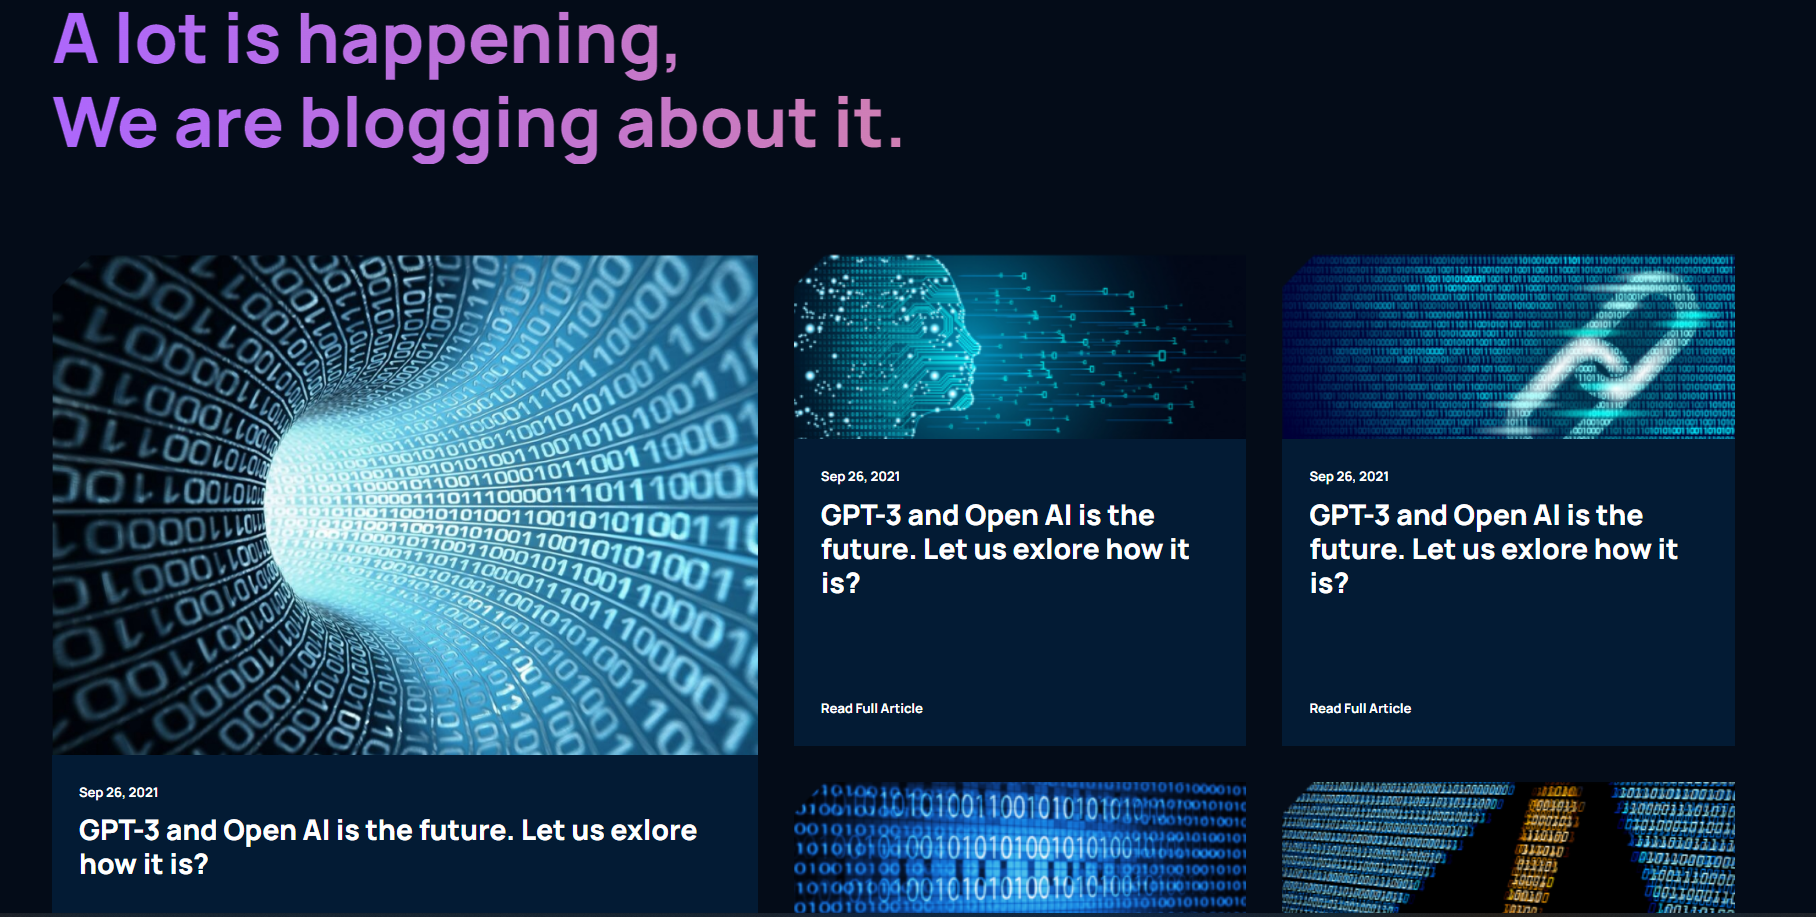 A lot is happening,
We are blogging about it.
Sep 26, 2021
GPT-3 and Open AI is the future. Let us exlore
how it is?
Sep 26, 2021
GPT-3 and Open AI is the
future. Let us exlore how it
is?
Read Full Article
Sep 26, 2021
GPT-3 and Open AI is the
future. Let us exlore how it
is?
Read Full Article